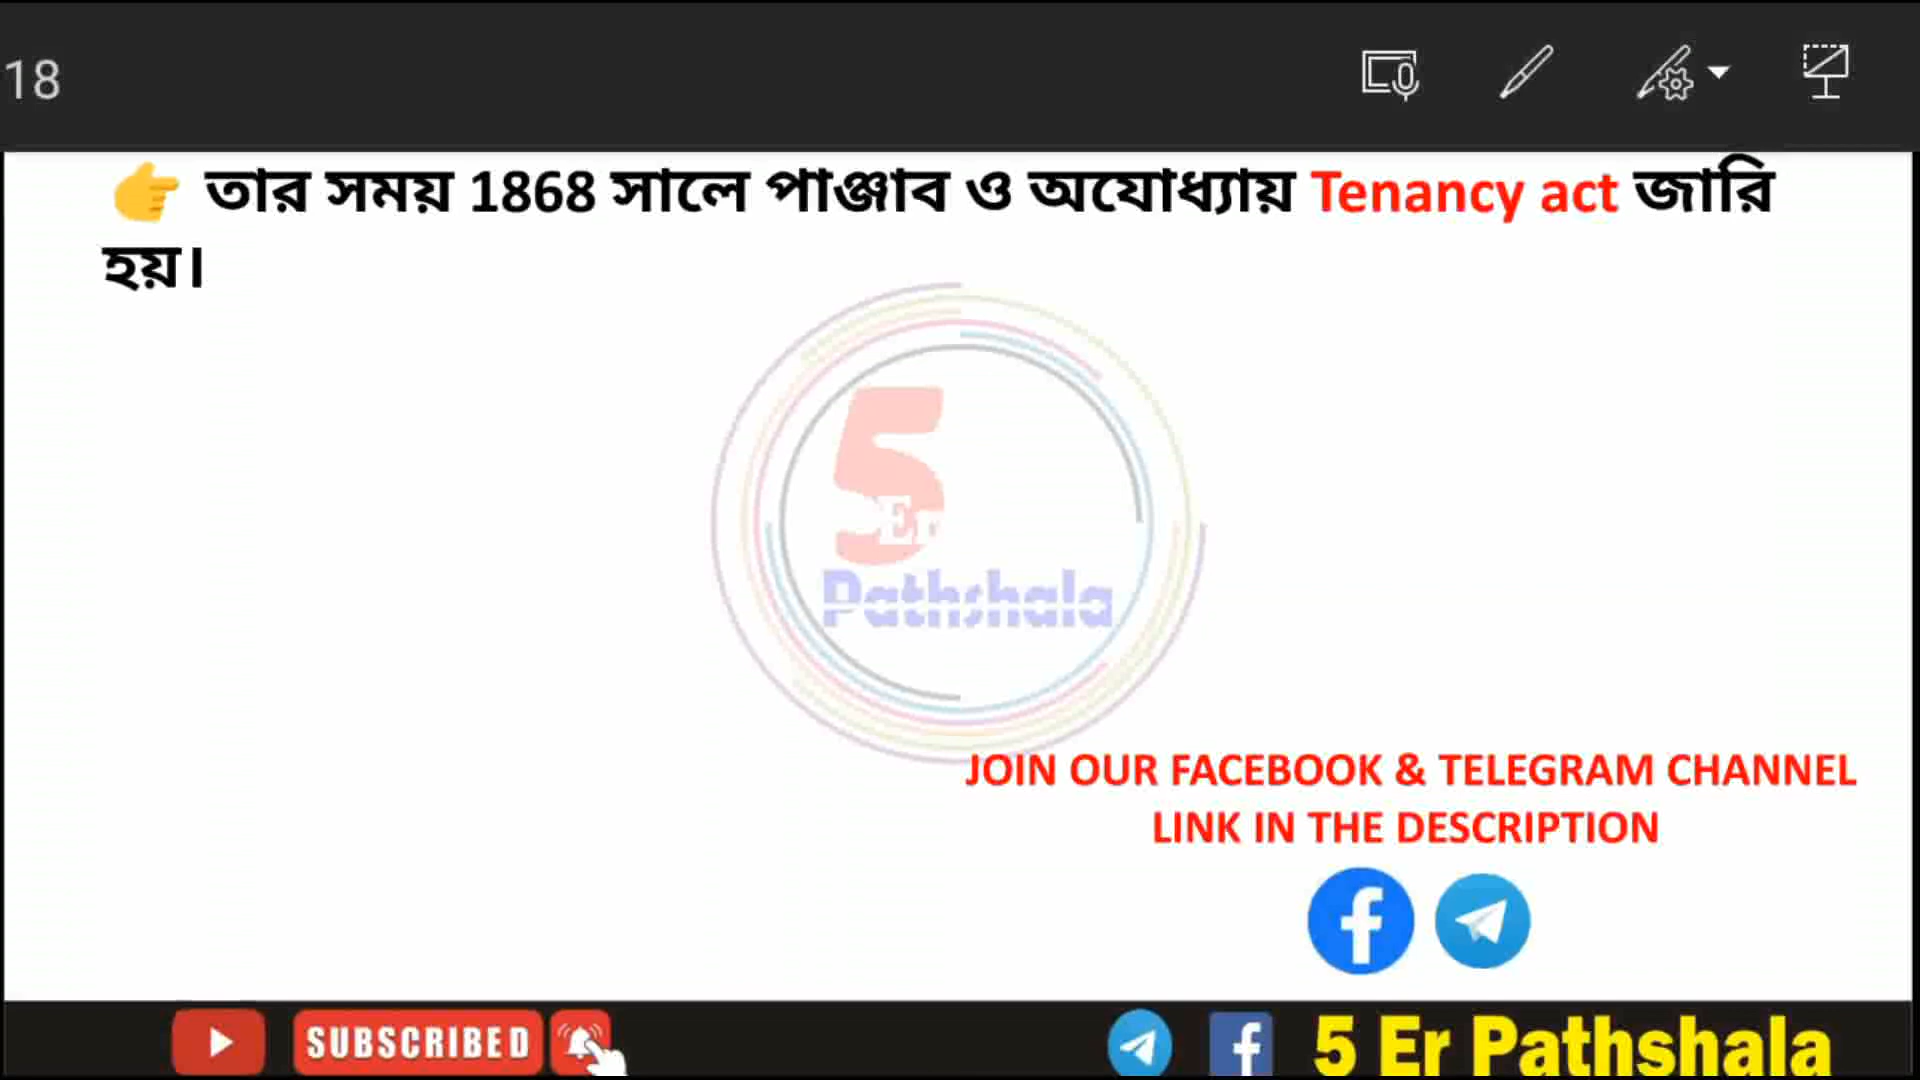 18
👉 তার সময় 1868 সালে পাঞ্জাব ও অযোধ্যায় Tenancy act জারি
হয়।
5
Er
Pathshala
JOIN OUR FACEBOOK & TELEGRAM CHANNEL
LINK IN THE DESCRIPTION
SUBSCRIBED
5 Er Pathshala